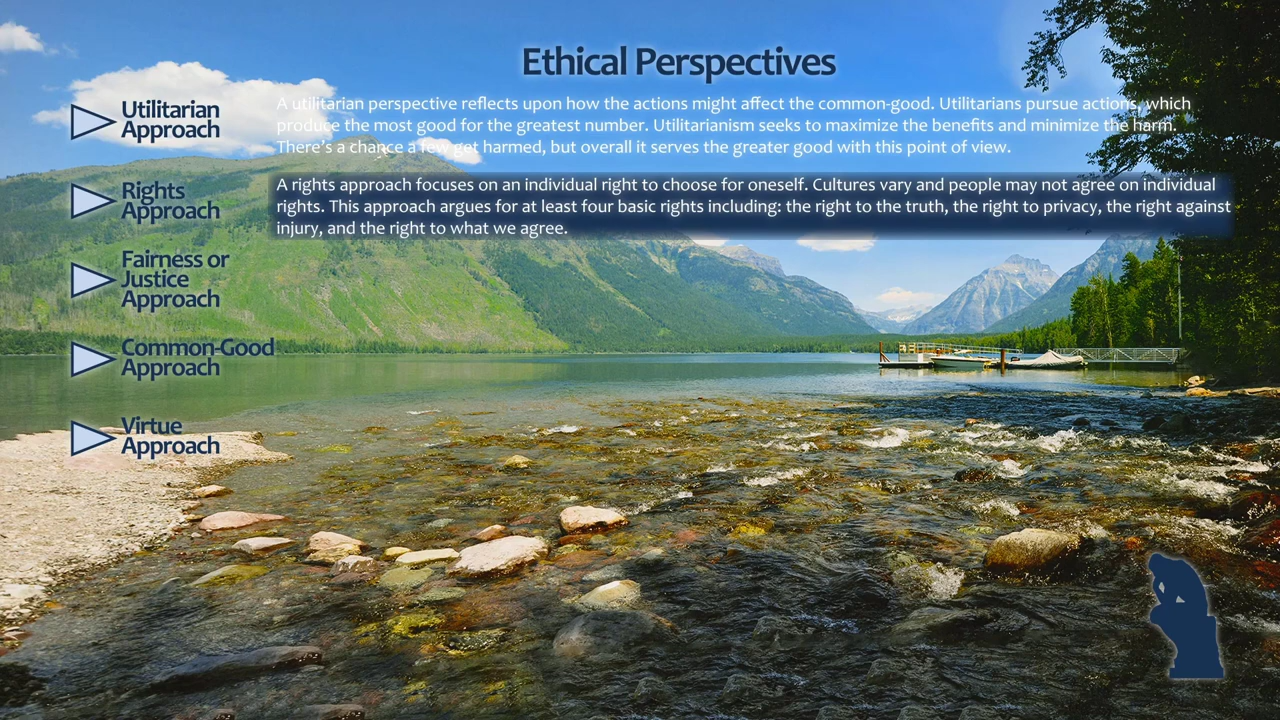 Ethical Perspectives
Utilitarian
Approach
A utilitarian perspective reflects upon how the actions might affect the common-good. Utilitarians pursue actions, which
produce the most good for the greatest number. Utilitarianism seeks to maximize the benefits and minimize the harm.
There's a chance a few get harmed, but overall it serves the greater good with this point of view.
Rights
Approach
A rights approach focuses on an individual right to choose for oneself. Cultures vary and people may not agree on individual
rights. This approach argues for at least four basic rights including: the right to the truth, the right to privacy, the right against
injury, and the right to what we agree.
Fairness or
Justice
Approach
Common-Good
Approach
Virtue
Approach